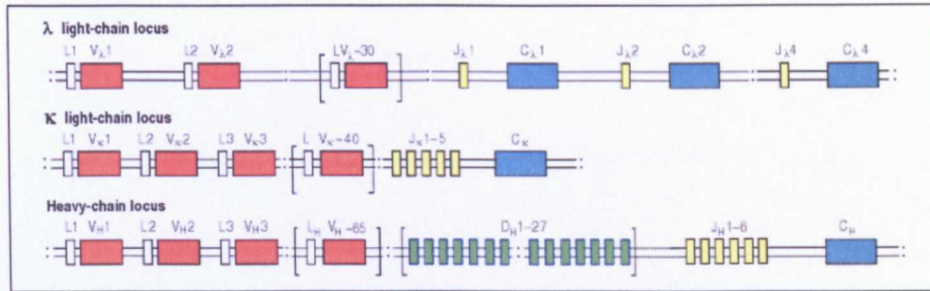 λ light-chain locus
L1 Vλ1 L2 Vλ2 LVλ~30 Jλ1 Cλ1 Jλ2 Cλ2 Jλ4 Cλ4
κ light-chain locus
L1 Vκ1 L2 Vκ2 L3 Vκ3 L Vκ~40 Jκ1-5 Cκ
Heavy-chain locus
L1 VH1 L2 VH2 L3 VH3 LH VH~65 DH1-27 JH1-6 Cμ